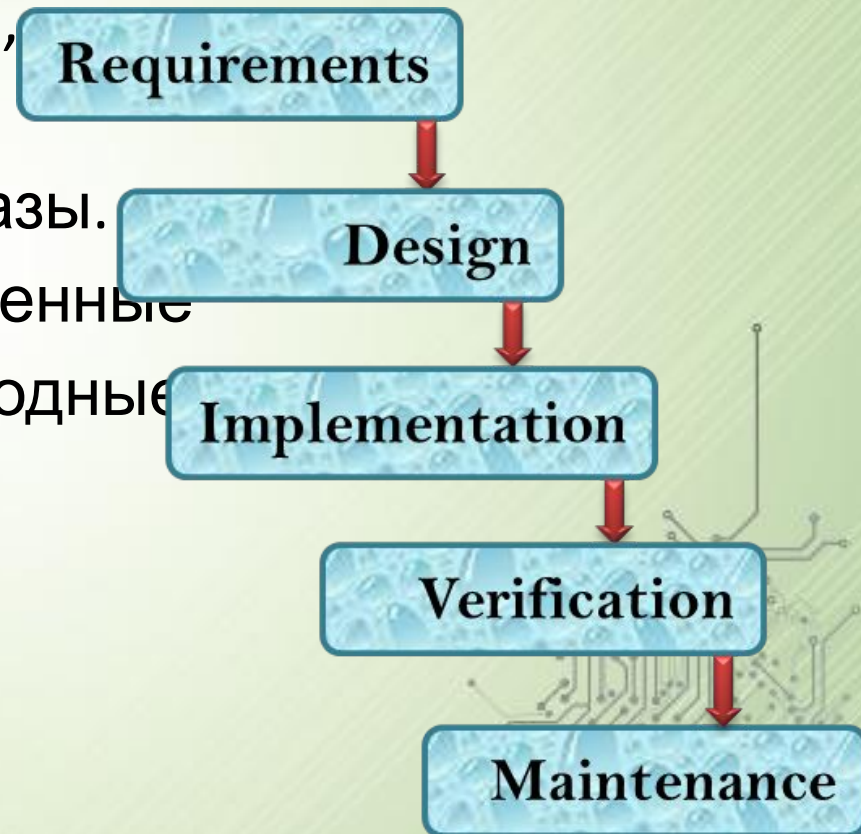 ,
Requirements
азы.
Design
енные
одные
Implementation
Verification
Maintenance